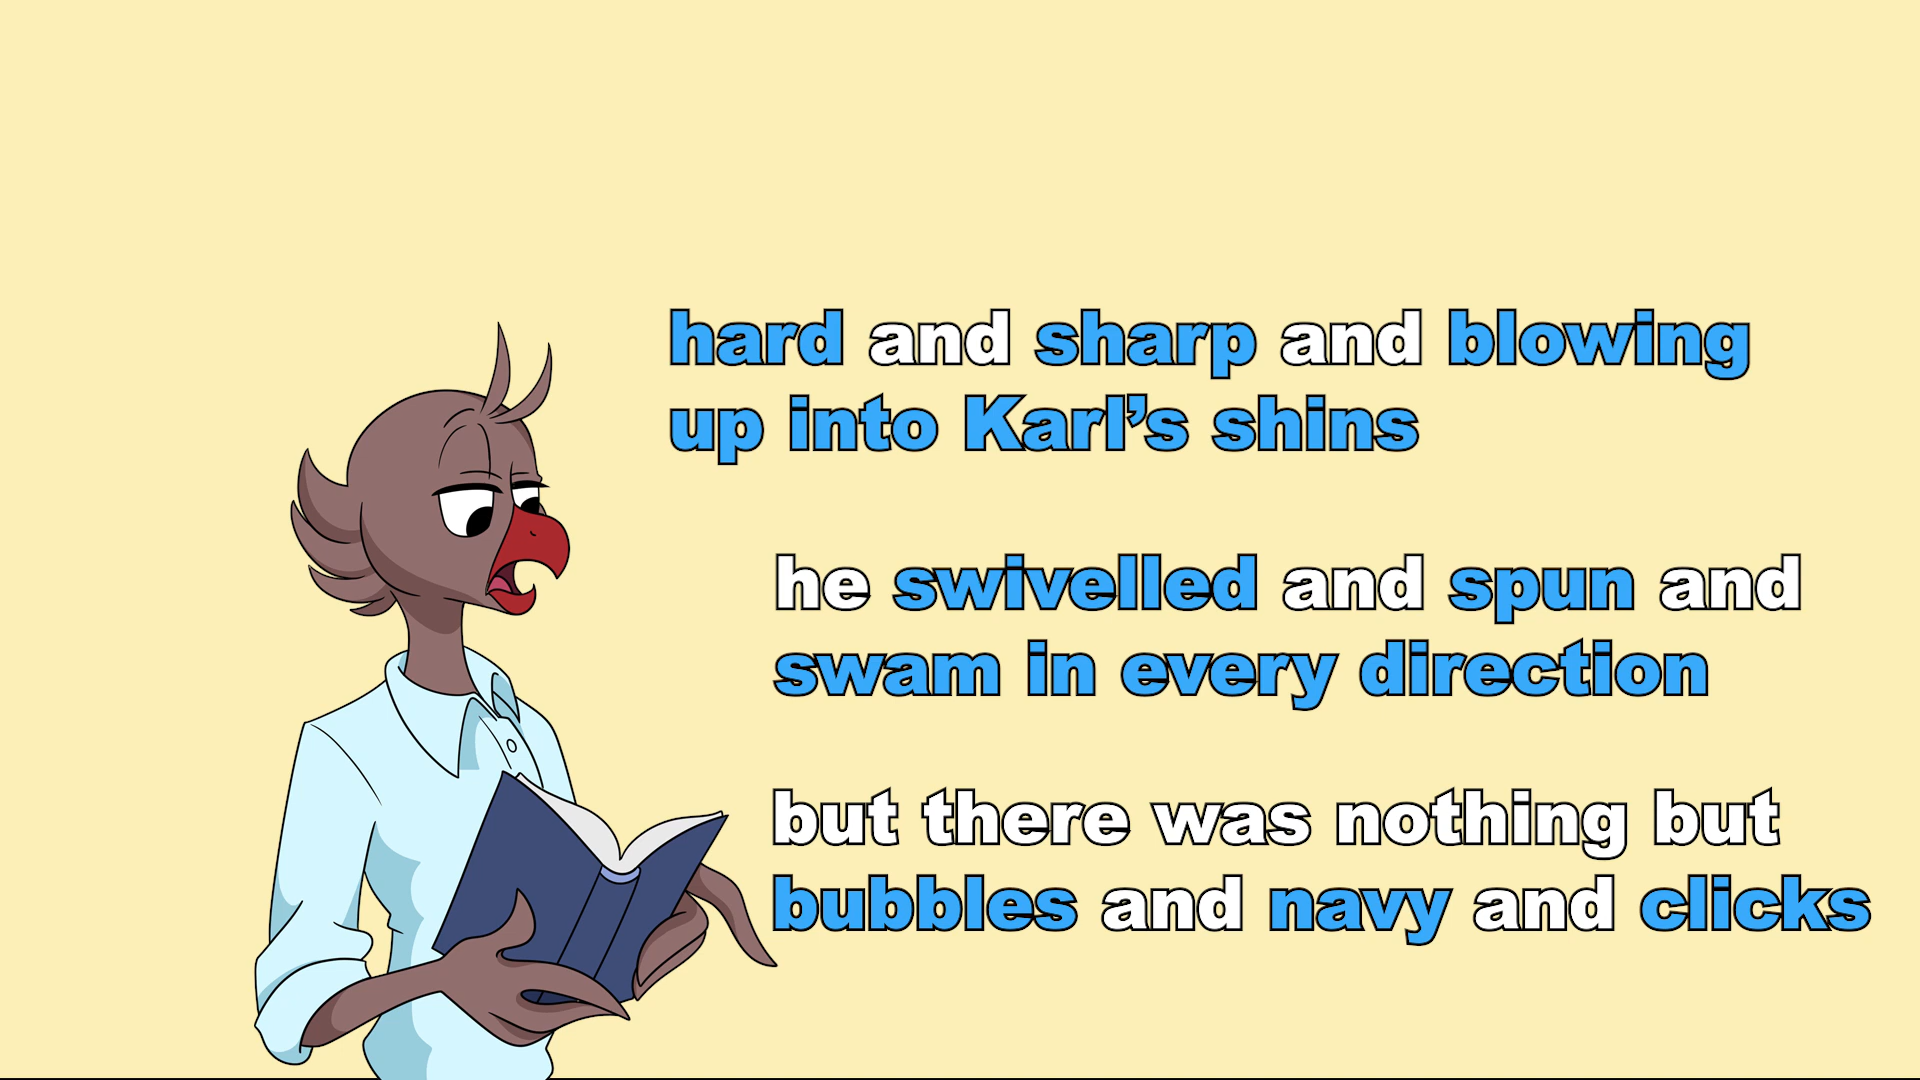 hard and sharp and blowing
up into Karl’s shins
he swivelled and spun and
swam in every direction
but there was nothing but
bubbles and navy and clicks